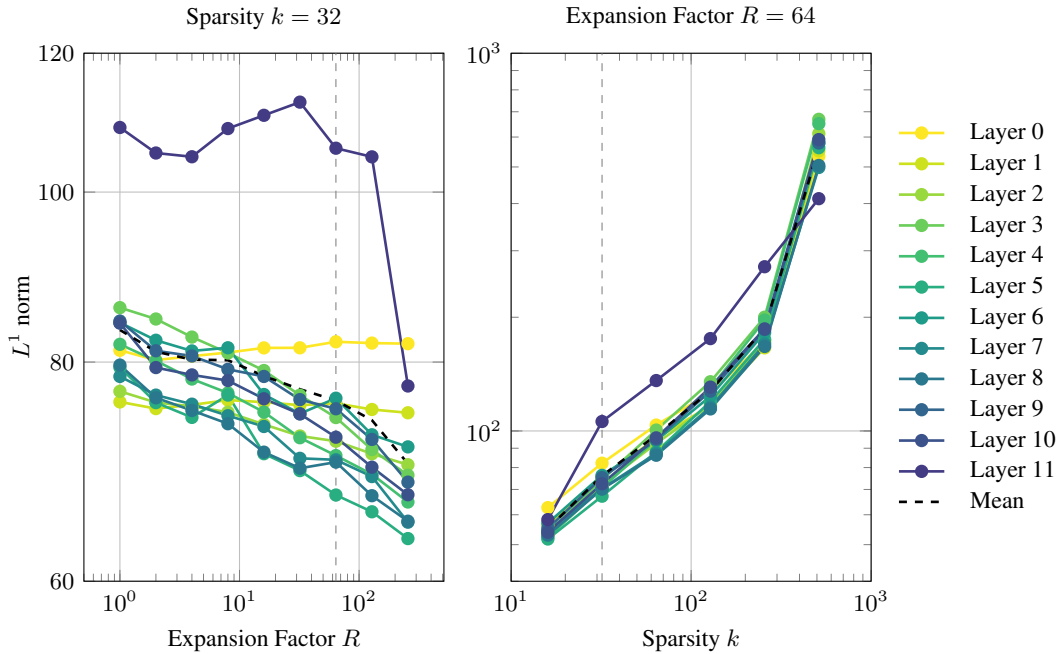 Sparsity k = 32
Expansion Factor R = 64
L¹ norm
120
100
80
60
10⁰
10¹
10²
Expansion Factor R
10³
10²
10¹
10²
10³
Sparsity k
Layer 0
Layer 1
Layer 2
Layer 3
Layer 4
Layer 5
Layer 6
Layer 7
Layer 8
Layer 9
Layer 10
Layer 11
Mean